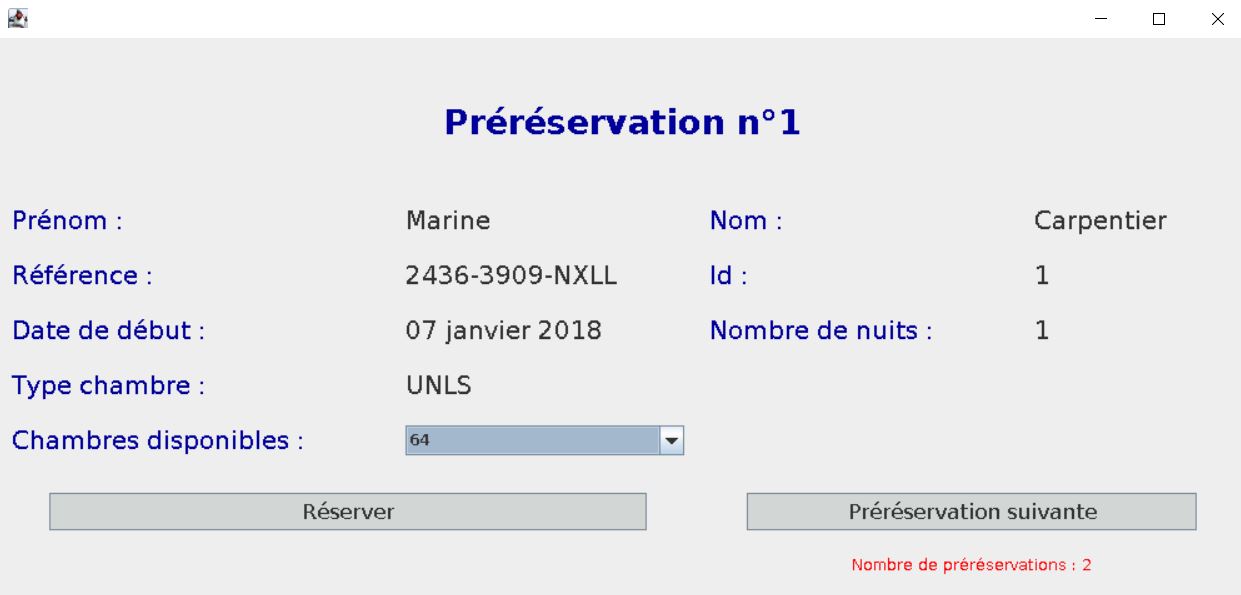 Préréservation n°1
Prénom : Marine Nom : Carpentier
Référence : 2436-3909-NXLL Id : 1
Date de début : 07 janvier 2018 Nombre de nuits : 1
Type chambre : UNLS
Chambres disponibles : 64
Réserver Préréservation suivante
Nombre de préréservations : 2